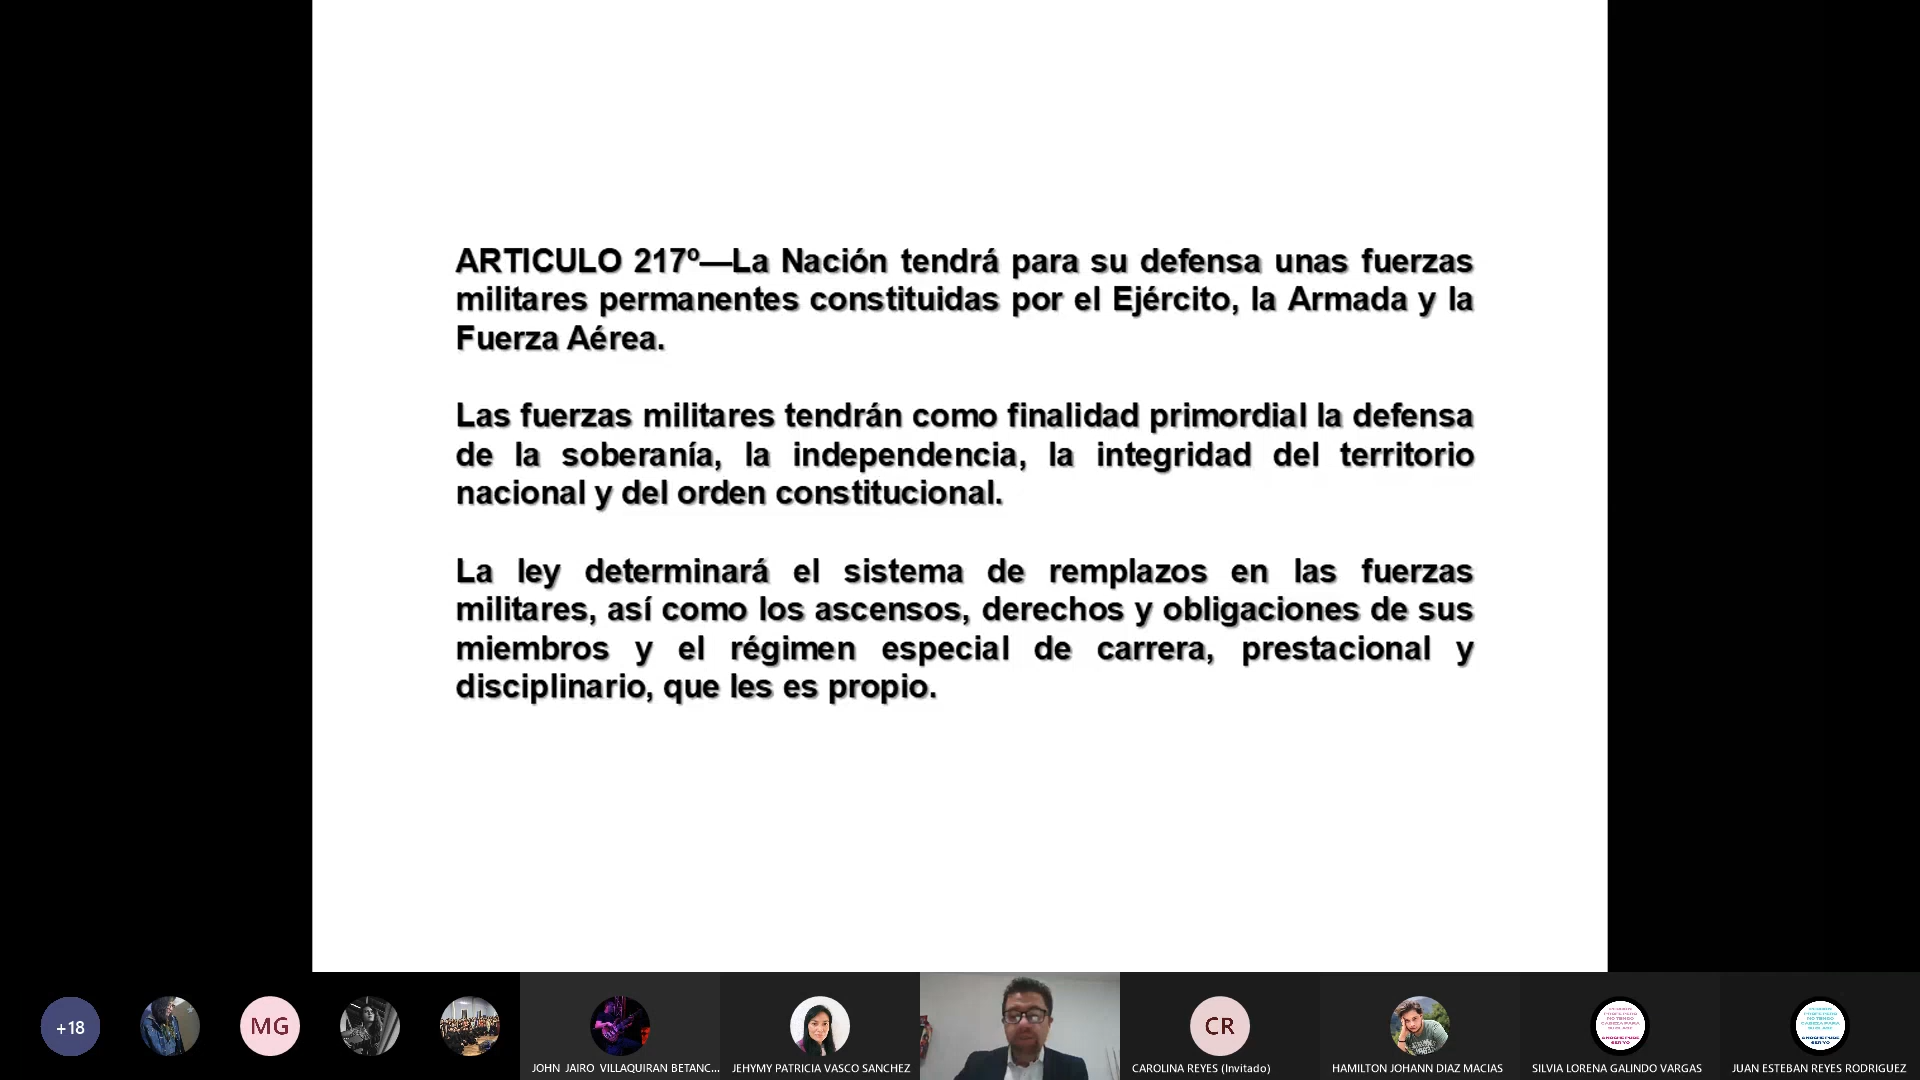 ARTICULO 217º—La Nación tendrá para su defensa unas fuerzas
militares permanentes constituidas por el Ejército, la Armada y la
Fuerza Aérea.
Las fuerzas militares tendrán como finalidad primordial la defensa
de la soberanía, la independencia, la integridad del territorio
nacional y del orden constitucional.
La ley determinará el sistema de remplazos en las fuerzas
militares, así como los ascensos, derechos y obligaciones de sus
miembros y el régimen especial de carrera, prestacional y
disciplinario, que les es propio.
+18
MG
CR
JOHN JAIRO VILLAQUIRAN BETANC...
JEHYMY PATRICIA VASCO SANCHEZ
CAROLINA REYES (Invitado)
HAMILTON JOHANN DIAZ MACIAS
SILVIA LORENA GALINDO VARGAS
JUAN ESTEBAN REYES RODRIGUEZ